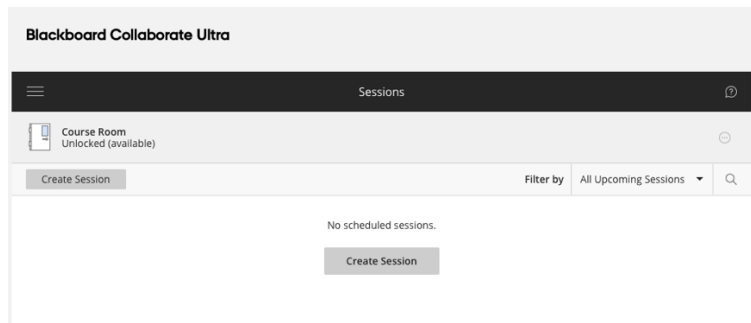 Blackboard Collaborate Ultra
Sessions
Course Room
Unlocked (available)
Create Session
Filter by
All Upcoming Sessions
No scheduled sessions.
Create Session